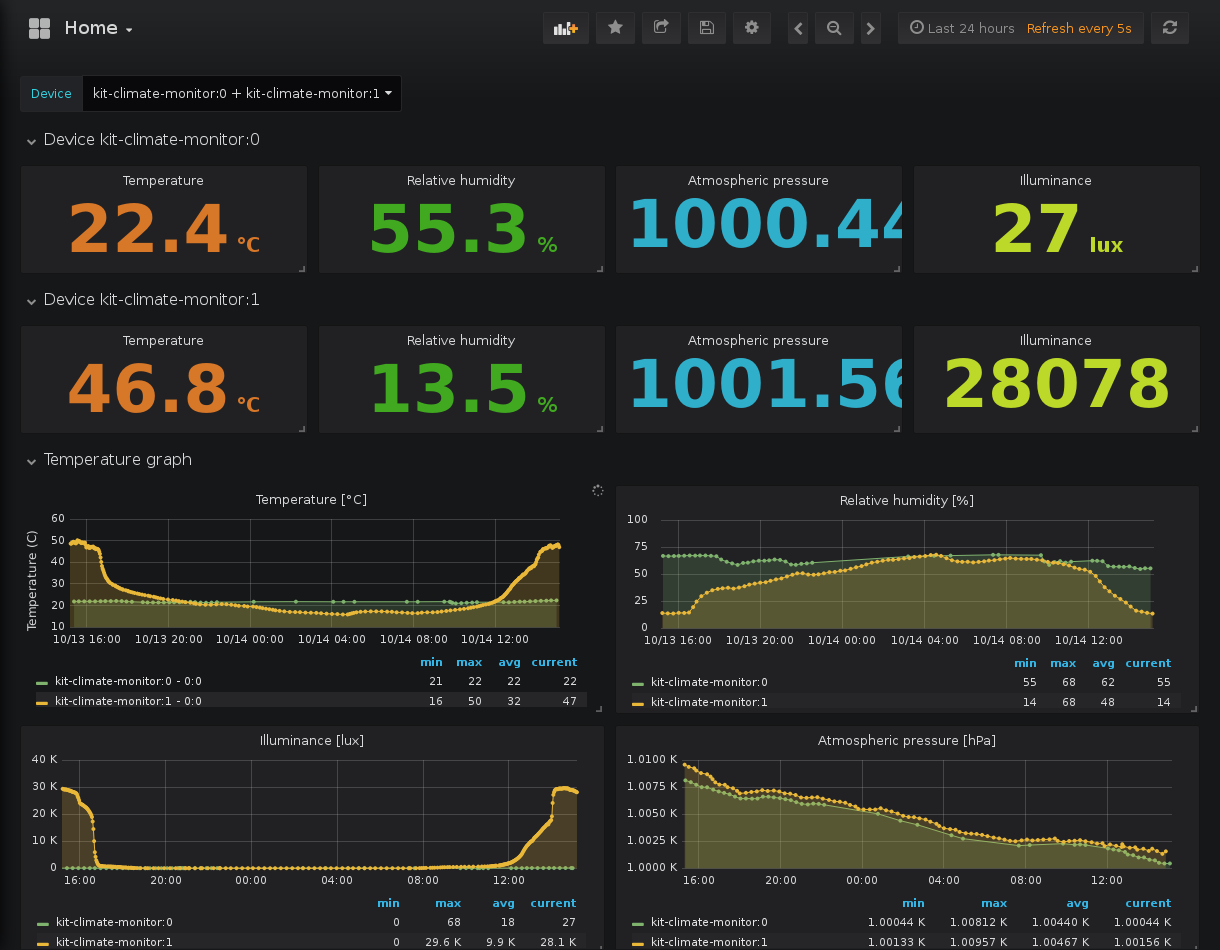 Home
Last 24 hours Refresh every 5s
Device kit-climate-monitor:0 + kit-climate-monitor:1
Device kit-climate-monitor:0
Temperature Relative humidity Atmospheric pressure Illuminance
22.4 °C 55.3 % 1000.44 27 lux
Device kit-climate-monitor:1
Temperature Relative humidity Atmospheric pressure Illuminance
46.8 °C 13.5 % 1001.56 28078
Temperature graph
Temperature [°C]
Temperature (C)
60
50
40
30
20
10
10/13 16:00 10/13 20:00 10/14 00:00 10/14 04:00 10/14 08:00 10/14 12:00
min max avg current
kit-climate-monitor:0 - 0:0 21 22 22 22
kit-climate-monitor:1 - 0:0 16 50 32 47
Relative humidity [%]
100
75
50
25
0
10/13 16:00 10/13 20:00 10/14 00:00 10/14 04:00 10/14 08:00 10/14 12:00
min max avg current
kit-climate-monitor:0 55 68 62 55
kit-climate-monitor:1 14 68 48 14
Illuminance [lux]
40 K
30 K
20 K
10 K
0
16:00 20:00 00:00 04:00 08:00 12:00
min max avg current
kit-climate-monitor:0 0 68 18 27
kit-climate-monitor:1 0 29.6 K 9.9 K 28.1 K
Atmospheric pressure [hPa]
1.0100 K
1.0075 K
1.0050 K
1.0025 K
1.0000 K
16:00 20:00 00:00 04:00 08:00 12:00
min max avg current
kit-climate-monitor:0 1.00044 K 1.00812 K 1.00440 K 1.00044 K
kit-climate-monitor:1 1.00133 K 1.00957 K 1.00467 K 1.00156 K